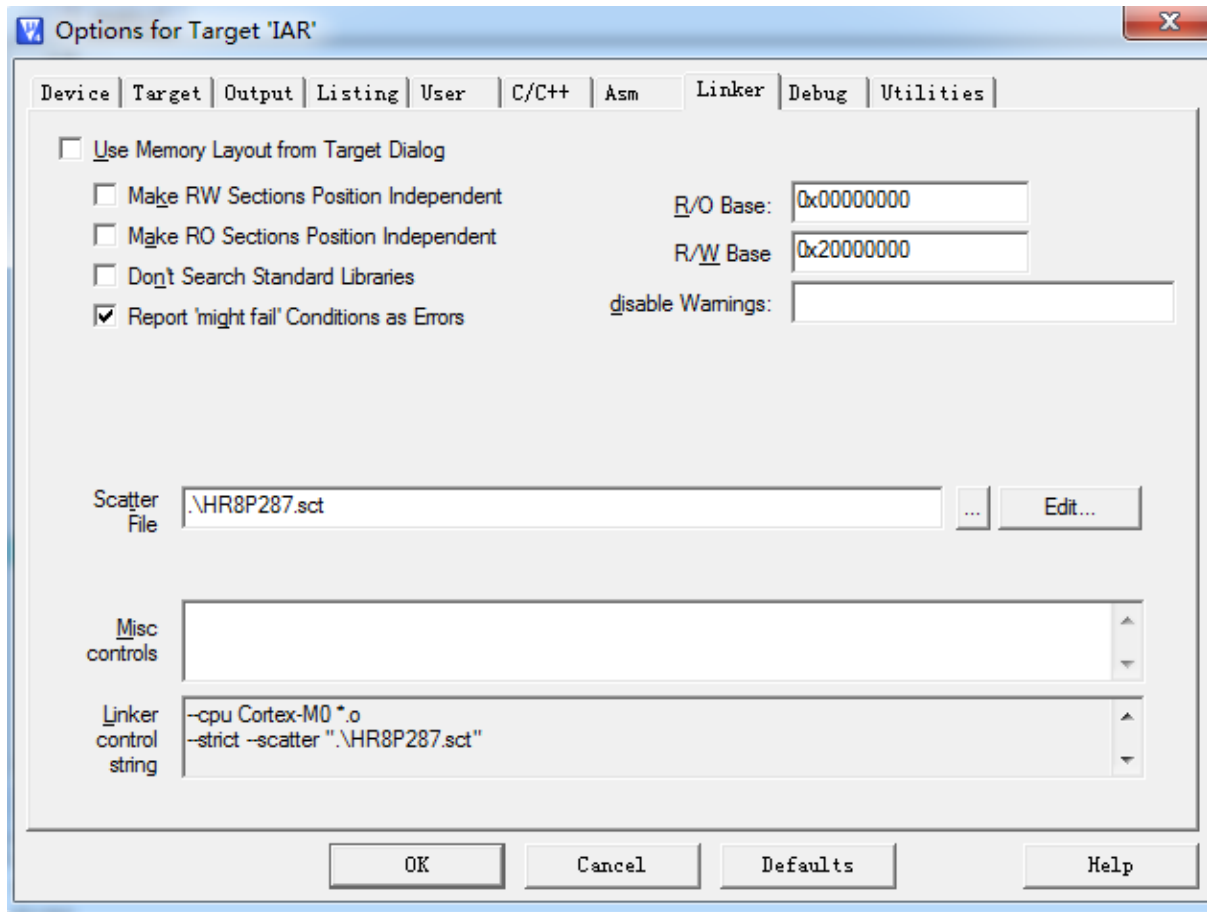 Options for Target 'IAR'
Device Target Output Listing User C/C++ Asm Linker Debug Utilities
Use Memory Layout from Target Dialog
Make RW Sections Position Independent
Make RO Sections Position Independent
Don't Search Standard Libraries
Report 'might fail' Conditions as Errors
R/O Base: 0x00000000
R/W Base 0x20000000
disable Warnings:
Scatter
File
.\HR8P287.sct
... Edit...
Misc
controls
Linker
control
string
--cpu Cortex-M0 *.o
--strict --scatter ".\HR8P287.sct"
OK Cancel Defaults Help